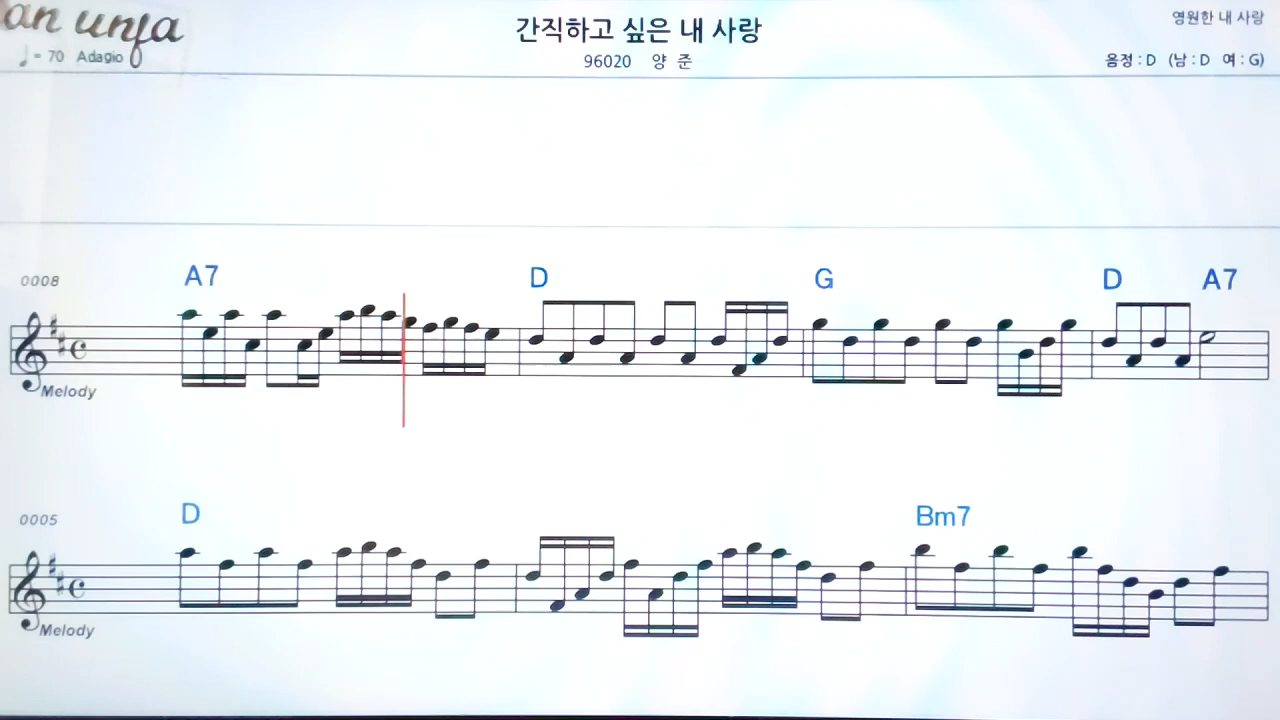 an unja
♩ = 70 Adagio
간직하고 싶은 내 사랑
96020 양 준
영원한 내 사랑
음정 : D (남 : D 여 : G)
0008
A7 D G D A7
Melody
0005
D Bm7
Melody